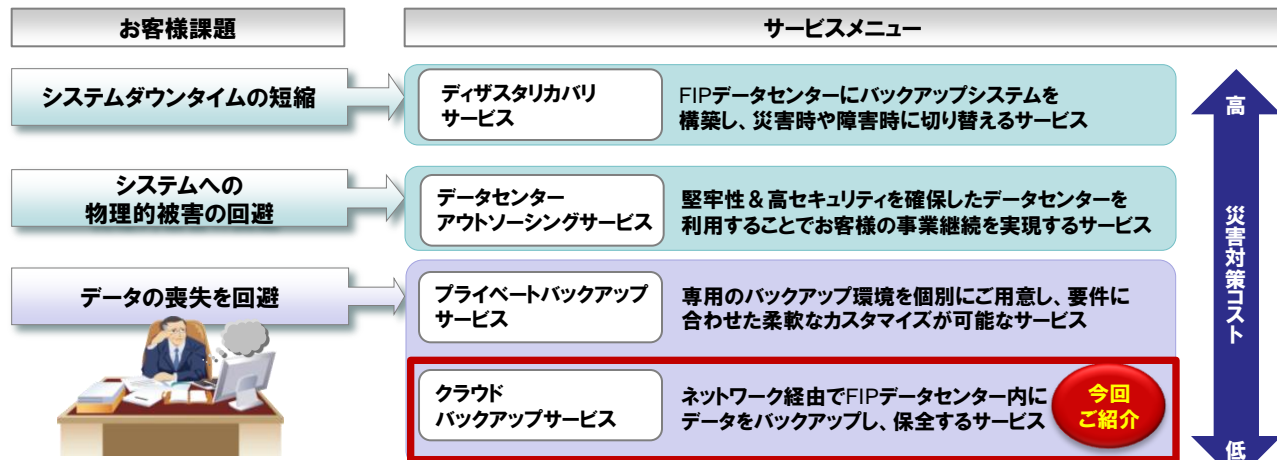 お客様課題
サービスメニュー
システムダウンタイムの短縮
ディザスタリカバリ
サービス
FIPデータセンターにバックアップシステムを
構築し、災害時や障害時に切り替えるサービス
高
システムへの
物理的被害の回避
データセンター
アウトソーシングサービス
堅牢性＆高セキュリティを確保したデータセンターを
利用することでお客様の事業継続を実現するサービス
災害対策コスト
データの喪失を回避
プライベートバックアップ
サービス
専用のバックアップ環境を個別にご用意し、要件に
合わせた柔軟なカスタマイズが可能なサービス
クラウド
バックアップサービス
ネットワーク経由でFIPデータセンター内に
データをバックアップし、保全するサービス
今回
ご紹介
低